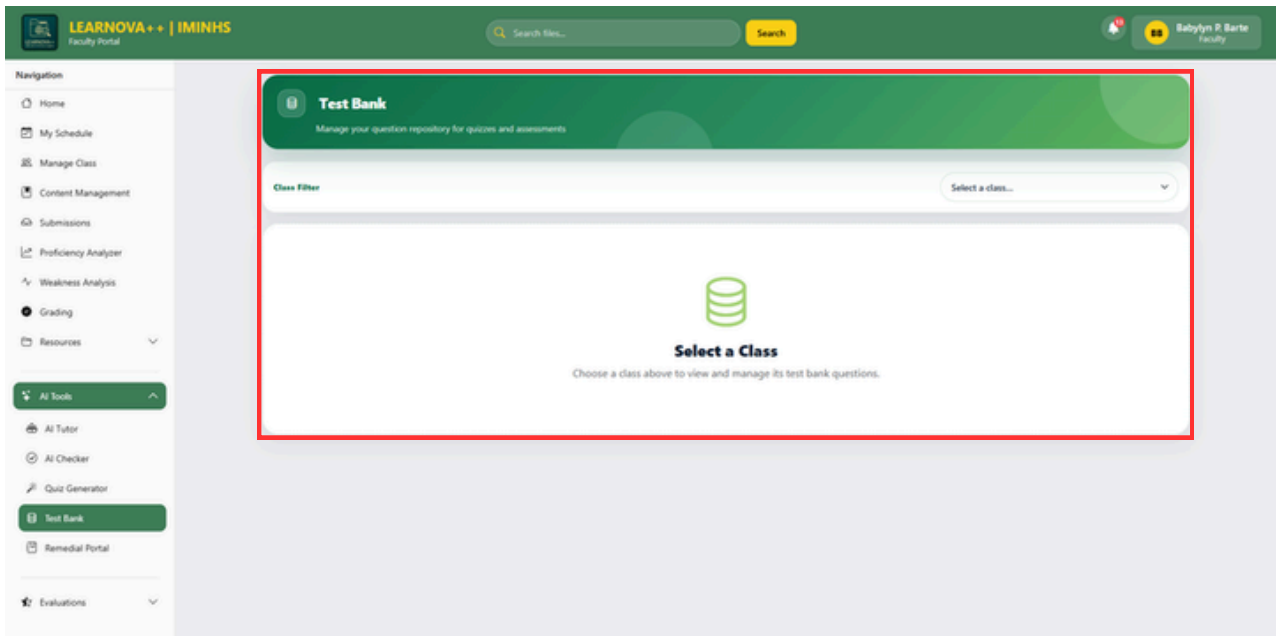 LEARNOVA++ | IMINHS
Faculty Portal
Search files...
Search
BB
Babylyn P. Barte
Faculty
Navigation
Home
My Schedule
Manage Class
Content Management
Submissions
Proficiency Analyzer
Weakness Analysis
Grading
Resources
AI Tools
AI Tutor
AI Checker
Quiz Generator
Test Bank
Remedial Portal
Evaluations
Test Bank
Manage your question repository for quizzes and assessments
Class Filter
Select a class...
Select a Class
Choose a class above to view and manage its test bank questions.